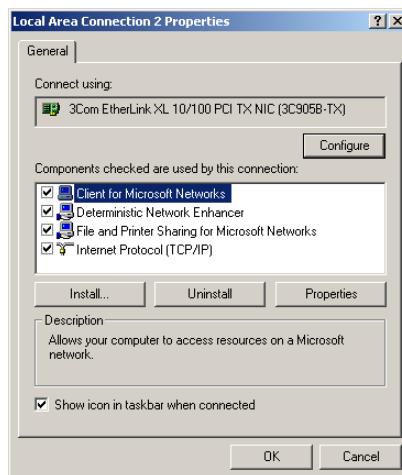 Local Area Connection 2 Properties
General
Connect using:
3Com EtherLink XL 10/100 PCI TX NIC (3C905B-TX)
Configure
Components checked are used by this connection:
Client for Microsoft Networks
Deterministic Network Enhancer
File and Printer Sharing for Microsoft Networks
Internet Protocol (TCP/IP)
Install... Uninstall Properties
Description
Allows your computer to access resources on a Microsoft
network.
Show icon in taskbar when connected
OK Cancel